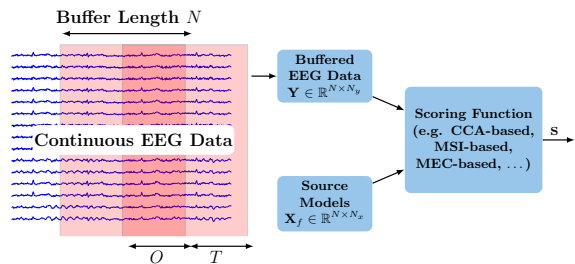 Buffer Length N
Continuous EEG Data
O
T
Buffered
EEG Data
Y ∈ ℝ^{N×N_y}
Source
Models
X_f ∈ ℝ^{N×N_x}
Scoring Function
(e.g. CCA-based,
MSI-based,
MEC-based, ...)
s